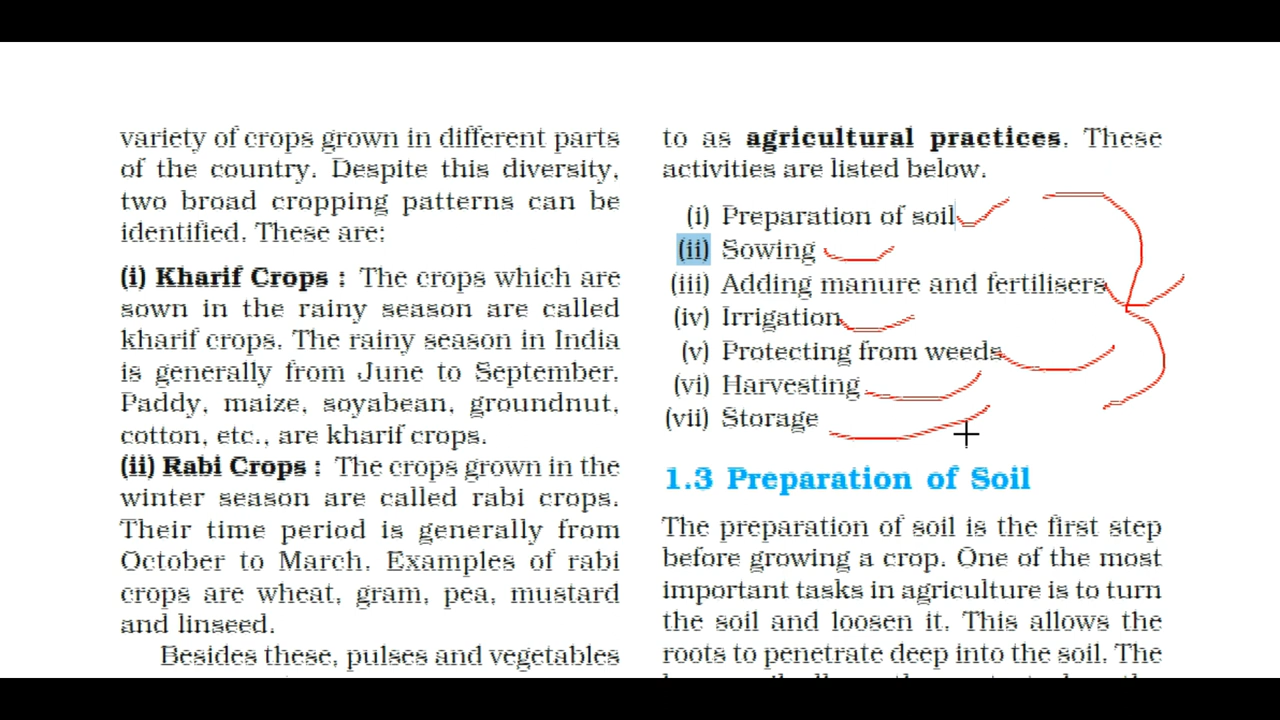 variety of crops grown in different parts
of the country. Despite this diversity,
two broad cropping patterns can be
identified. These are:
(i) Kharif Crops : The crops which are
sown in the rainy season are called
kharif crops. The rainy season in India
is generally from June to September.
Paddy, maize, soyabean, groundnut,
cotton, etc., are kharif crops.
(ii) Rabi Crops : The crops grown in the
winter season are called rabi crops.
Their time period is generally from
October to March. Examples of rabi
crops are wheat, gram, pea, mustard
and linseed.
Besides these, pulses and vegetables
to as agricultural practices. These
activities are listed below.
(i) Preparation of soil
(ii) Sowing
(iii) Adding manure and fertilisers
(iv) Irrigation
(v) Protecting from weeds
(vi) Harvesting
(vii) Storage
1.3 Preparation of Soil
The preparation of soil is the first step
before growing a crop. One of the most
important tasks in agriculture is to turn
the soil and loosen it. This allows the
roots to penetrate deep into the soil. The